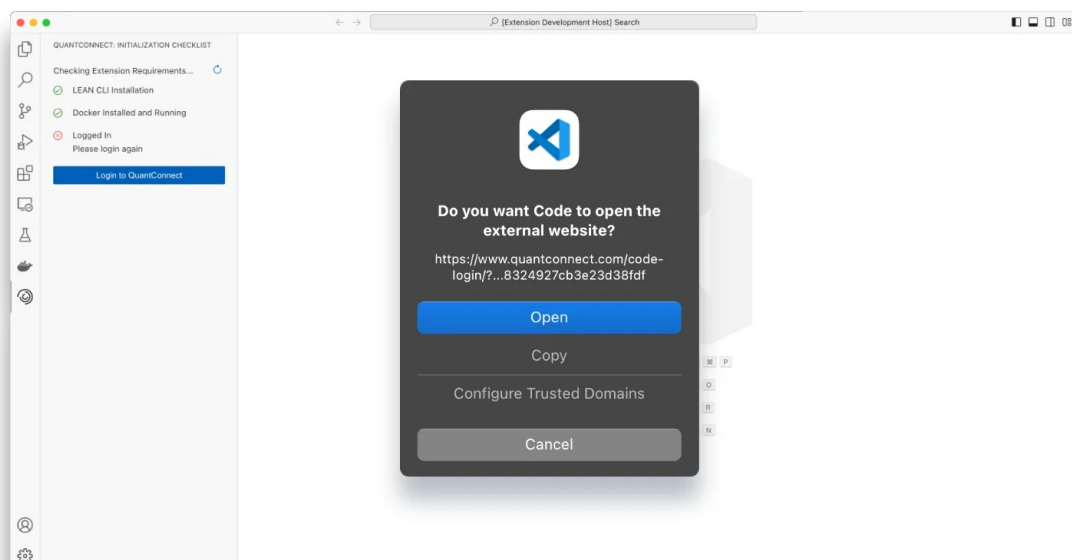 [Extension Development Host] Search
QUANTCONNECT: INITIALIZATION CHECKLIST
Checking Extension Requirements...
LEAN CLI Installation
Docker Installed and Running
Logged In
Please login again
Login to QuantConnect
Do you want Code to open the
external website?
https://www.quantconnect.com/code-
login/?...8324927cb3e23d38fdf
Open
Copy
Configure Trusted Domains
Cancel
⌘ P
O
R
N